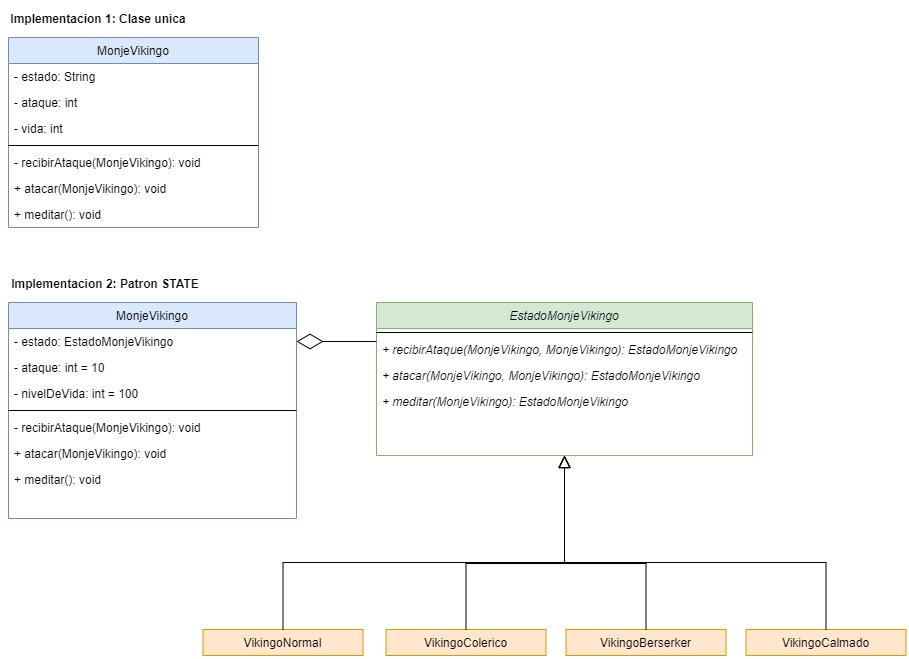 Implementacion 1: Clase unica
MonjeVikingo
- estado: String
- ataque: int
- vida: int
- recibirAtaque(MonjeVikingo): void
+ atacar(MonjeVikingo): void
+ meditar(): void
Implementacion 2: Patron STATE
MonjeVikingo
- estado: EstadoMonjeVikingo
- ataque: int = 10
- nivelDeVida: int = 100
- recibirAtaque(MonjeVikingo): void
+ atacar(MonjeVikingo): void
+ meditar(): void
EstadoMonjeVikingo
+ recibirAtaque(MonjeVikingo, MonjeVikingo): EstadoMonjeVikingo
+ atacar(MonjeVikingo, MonjeVikingo): EstadoMonjeVikingo
+ meditar(MonjeVikingo): EstadoMonjeVikingo
VikingoNormal
VikingoColerico
VikingoBerserker
VikingoCalmado